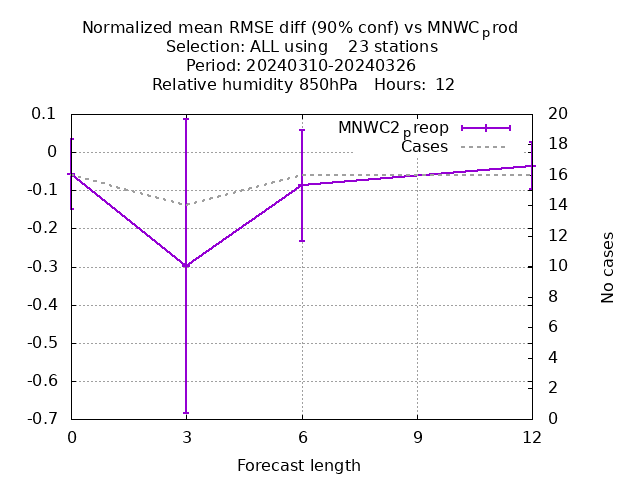 Normalized mean RMSE diff (90% conf) vs MNWCprod
Selection: ALL using    23 stations
Period: 20240310-20240326
Relative humidity 850hPa   Hours:  12
MNWC2preop
Cases
0.1
0
-0.1
-0.2
-0.3
-0.4
-0.5
-0.6
-0.7
20
18
16
14
12
10
8
6
4
2
0
No cases
0 3 6 9 12
Forecast length